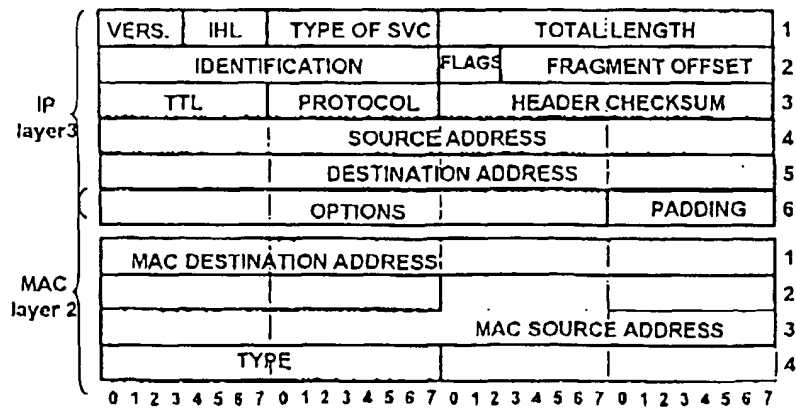 VERS. IHL TYPE OF SVC TOTAL LENGTH 1
IDENTIFICATION FLAGS FRAGMENT OFFSET 2
TTL PROTOCOL HEADER CHECKSUM 3
IP
layer3
SOURCE ADDRESS 4
DESTINATION ADDRESS 5
OPTIONS PADDING 6
MAC DESTINATION ADDRESS 1
MAC
layer 2
2
MAC SOURCE ADDRESS 3
TYPE 4
0 1 2 3 4 5 6 7 0 1 2 3 4 5 6 7 0 1 2 3 4 5 6 7 0 1 2 3 4 5 6 7